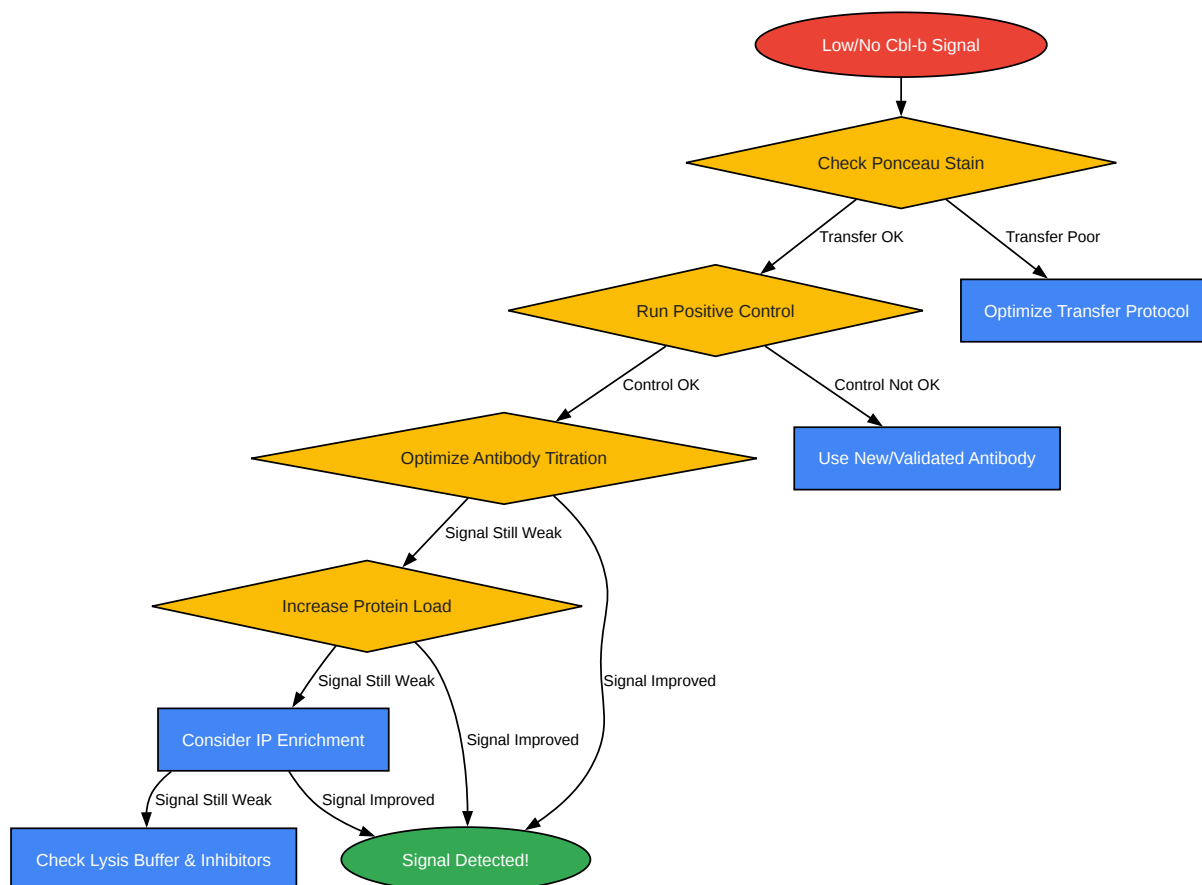 Low/No Cbl-b Signal
Check Ponceau Stain
Transfer OK
Transfer Poor
Run Positive Control
Optimize Transfer Protocol
Control OK
Control Not OK
Optimize Antibody Titration
Use New/Validated Antibody
Signal Still Weak
Increase Protein Load
Signal Still Weak
Signal Improved
Signal Improved
Consider IP Enrichment
Signal Still Weak
Signal Improved
Check Lysis Buffer & Inhibitors
Signal Detected!